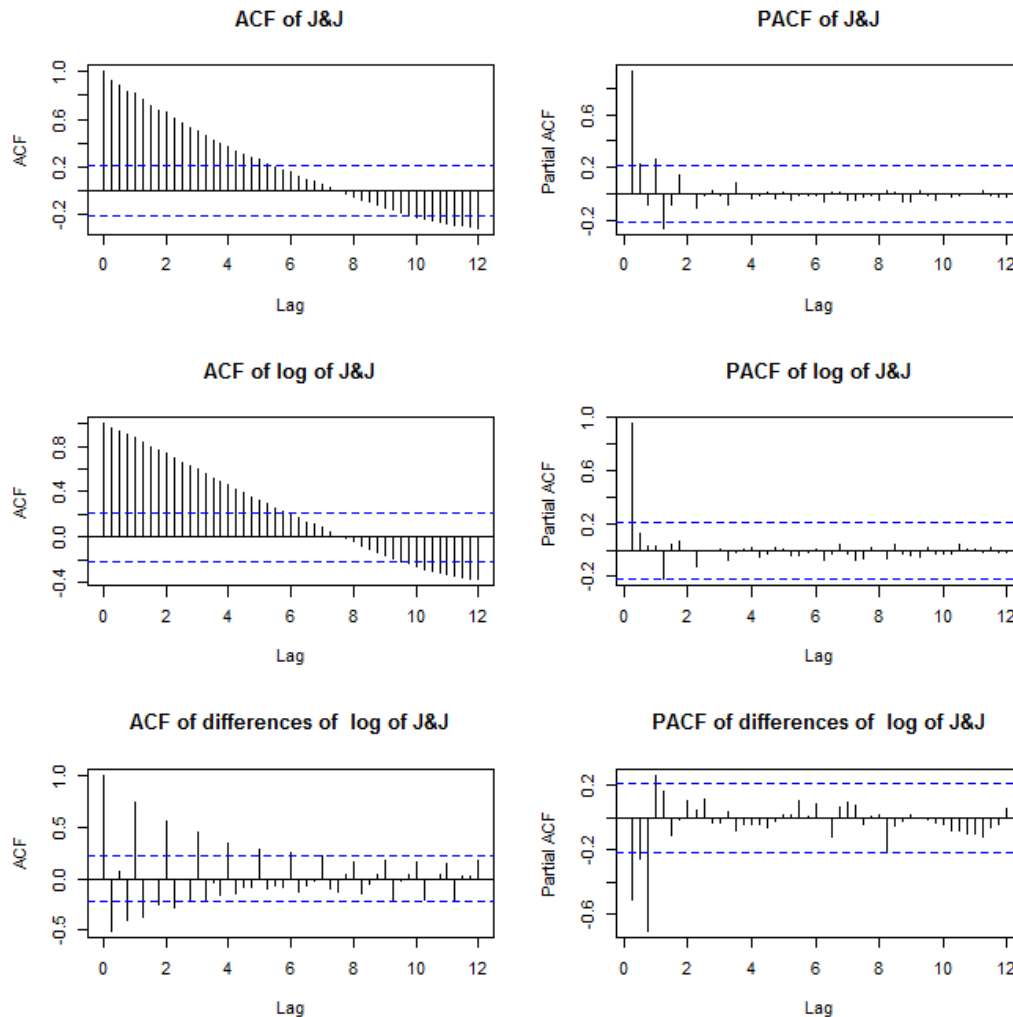 ACF of J&J
PACF of J&J
ACF
1.0
0.6
0.2
-0.2
0 2 4 6 8 10 12
Lag
Partial ACF
0.6
0.2
-0.2
0 2 4 6 8 10 12
Lag
ACF of log of J&J
PACF of log of J&J
ACF
0.8
0.4
0.0
-0.4
0 2 4 6 8 10 12
Lag
Partial ACF
1.0
0.6
0.2
-0.2
0 2 4 6 8 10 12
Lag
ACF of differences of  log of J&J
PACF of differences of  log of J&J
ACF
1.0
0.5
0.0
-0.5
0 2 4 6 8 10 12
Lag
Partial ACF
0.2
-0.2
-0.6
0 2 4 6 8 10 12
Lag